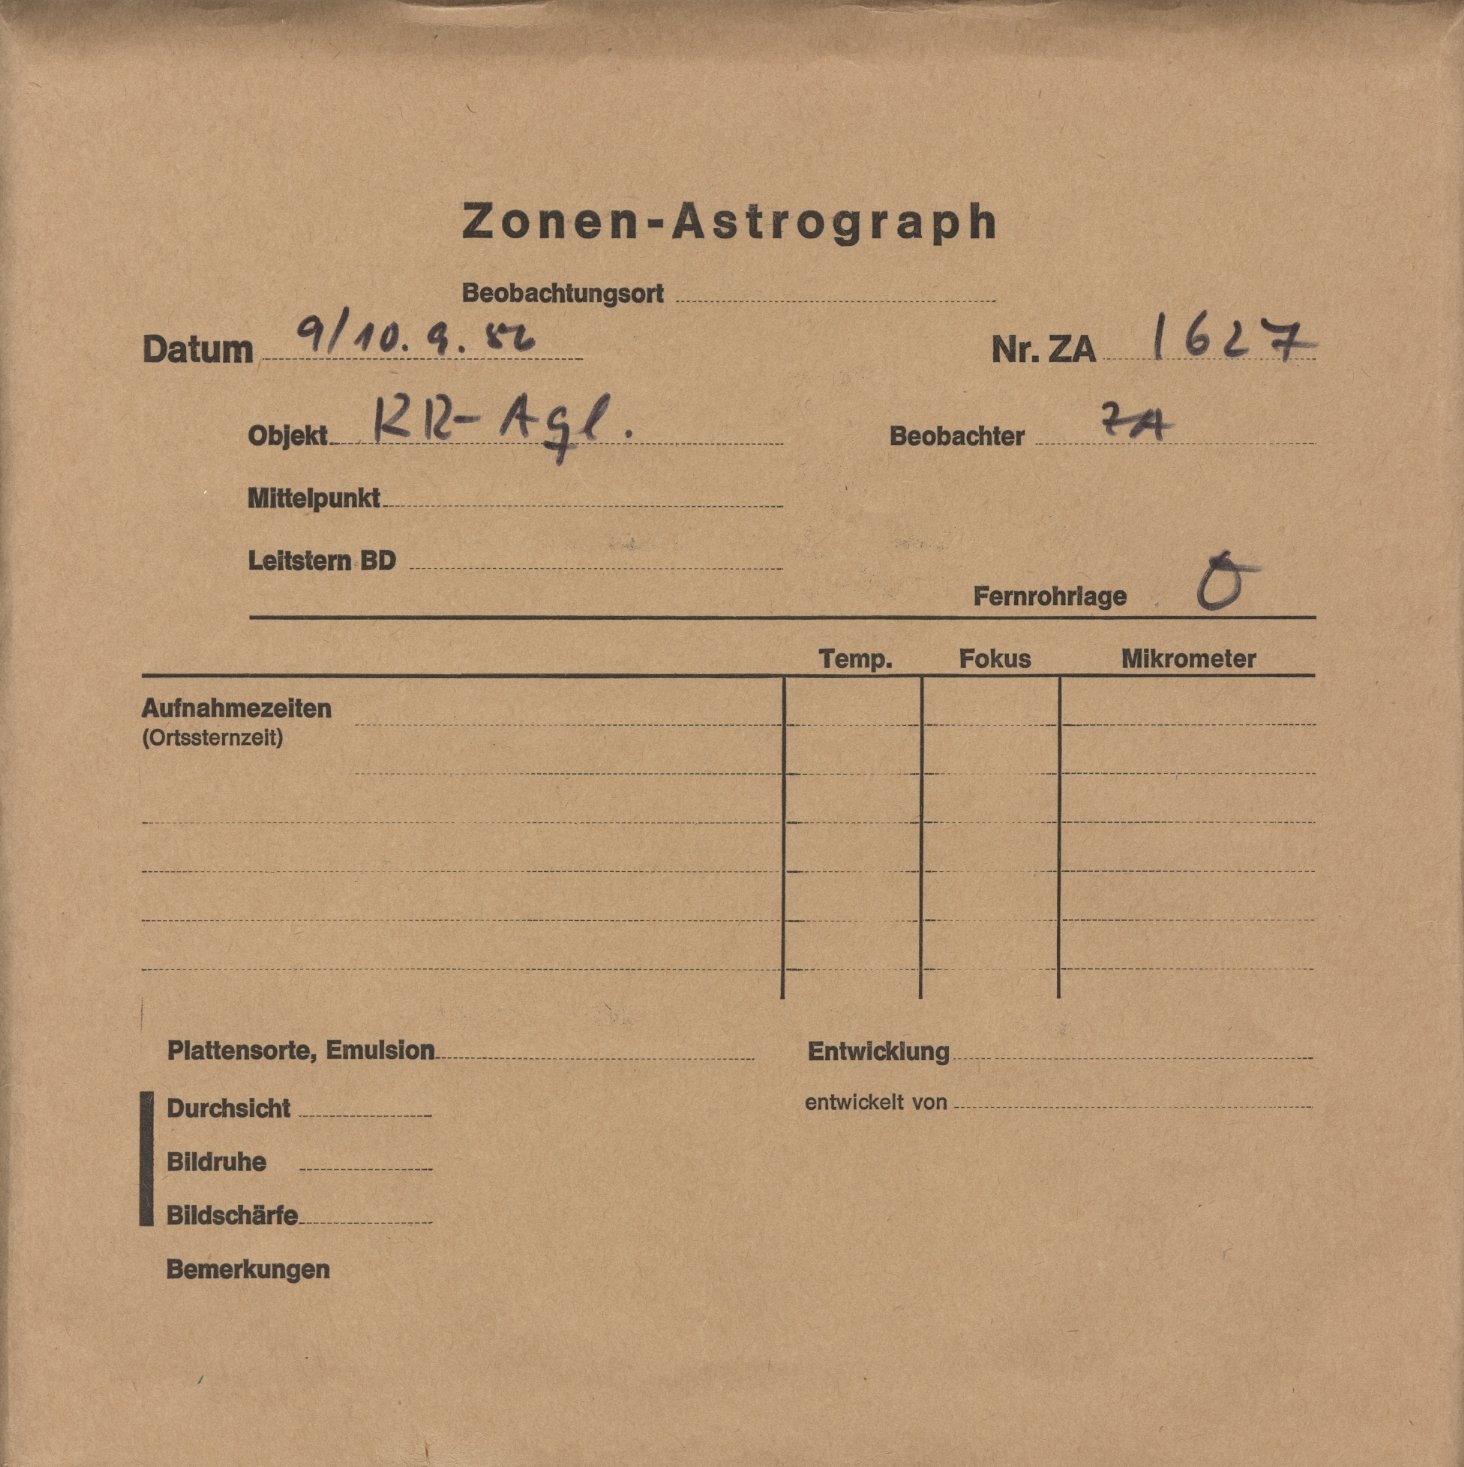 Zonen-Astrograph
Beobachtungsort
Datum 9/10. 9. 82
Nr. ZA 1627
Objekt RR-Aql.
Beobachter ZA
Mittelpunkt
Leitstern BD
Fernrohrlage O
Temp. Fokus Mikrometer
Aufnahmezeiten
(Ortssternzeit)
Plattensorte, Emulsion
Entwicklung
Durchsicht
entwickelt von
Bildruhe
Bildschärfe
Bemerkungen